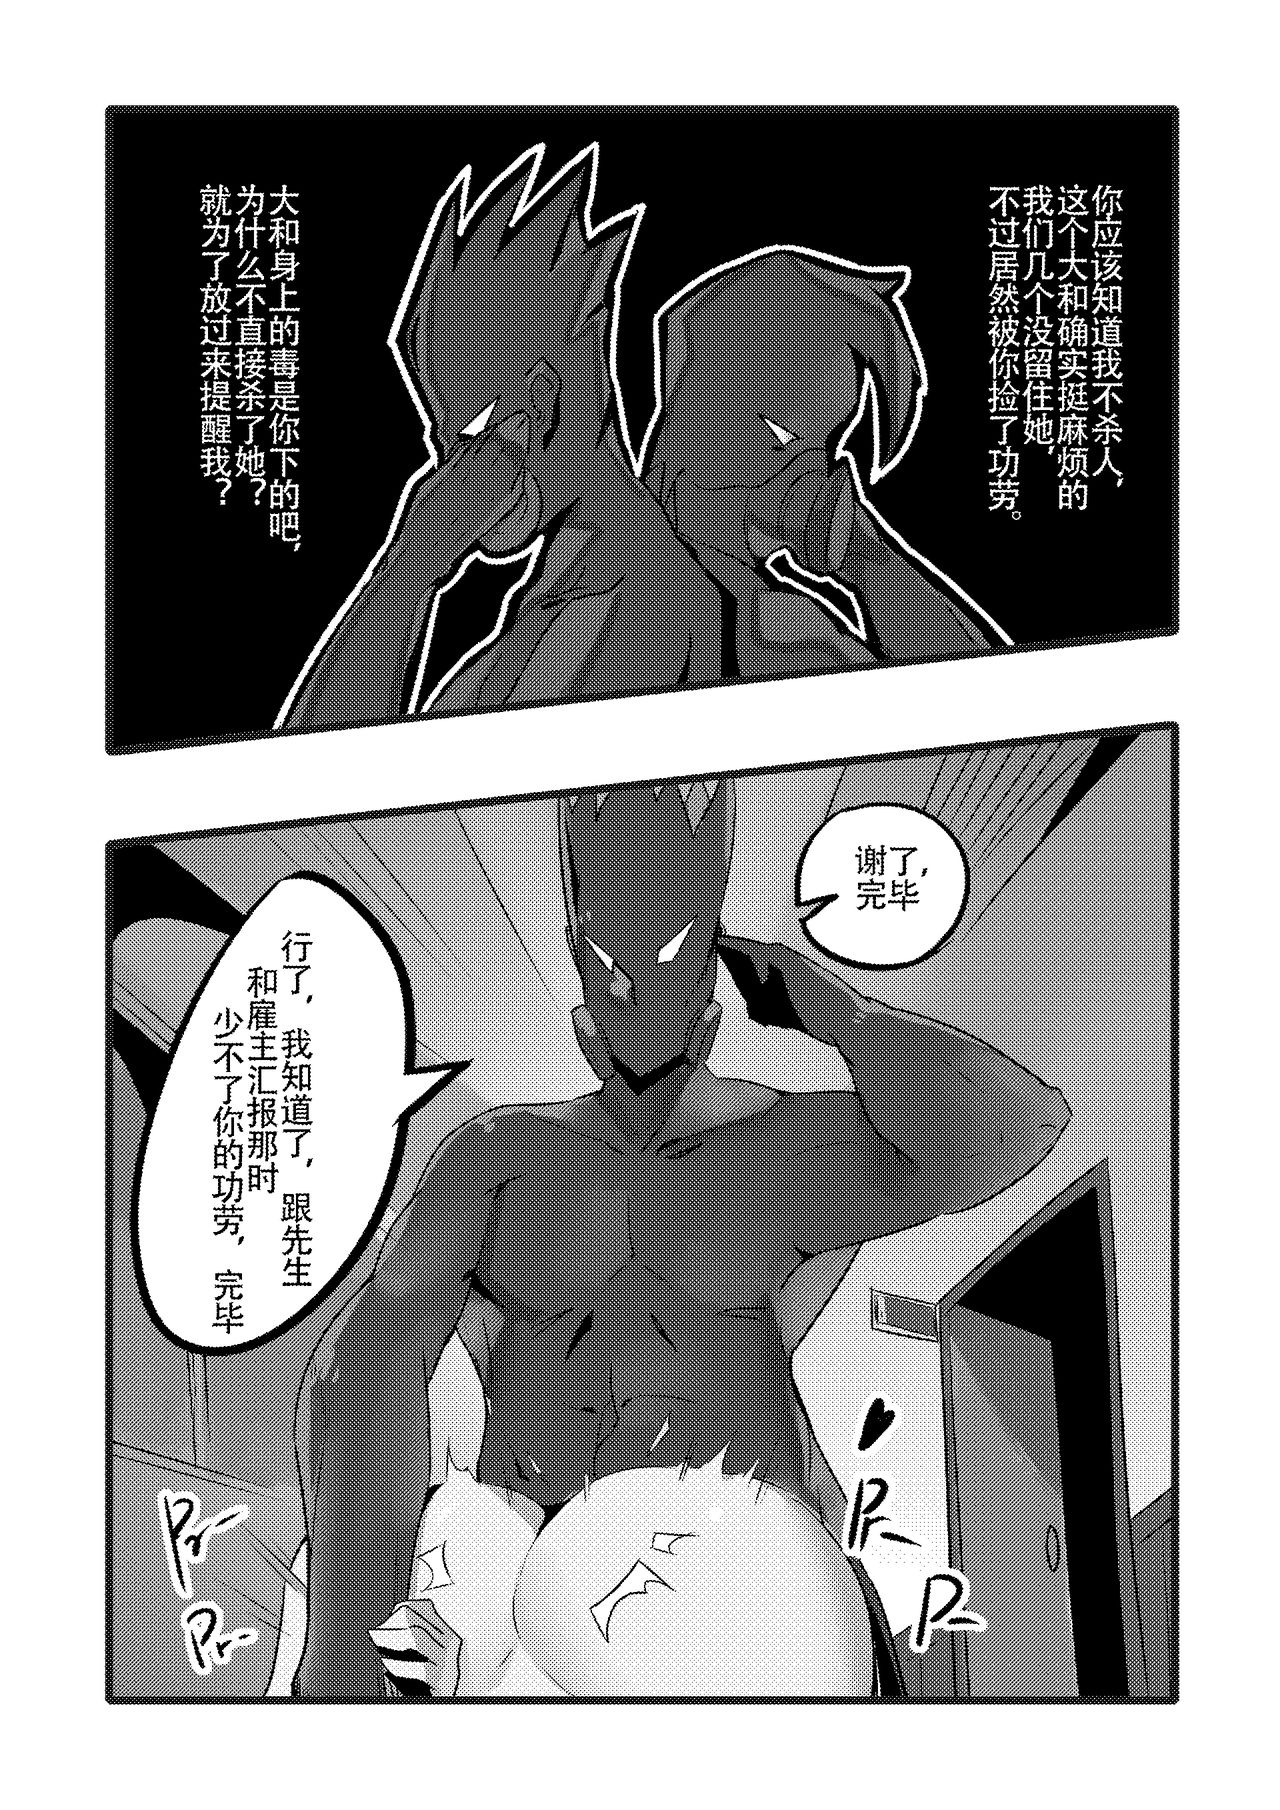 你应该知道我不杀人,
这个大和确实挺麻烦的
我们几个没留住她,
不过居然被你捡了功劳。
大和身上的毒是你下的吧,
为什么不直接杀了她?
就为了放过来提醒我?
谢了,
完毕
行了, 我知道了, 跟先生
和雇主汇报那时
少不了你的功劳, 完毕
Pr-
Pr-
Pr-
Pr-